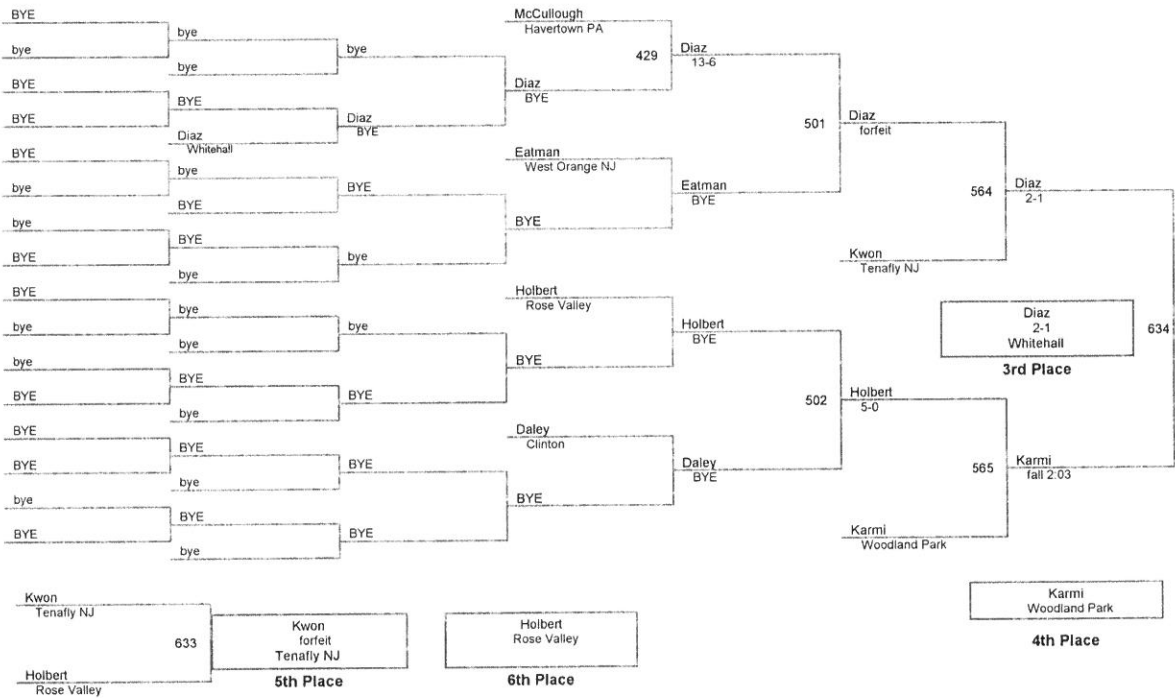 BYE
bye
BYE
BYE
BYE
bye
bye
BYE
BYE
bye
bye
BYE
BYE
BYE
bye
BYE
bye
bye
BYE
Diaz
Whitehall
bye
BYE
BYE
bye
bye
bye
BYE
bye
BYE
bye
BYE
bye
bye
Diaz
BYE
BYE
bye
bye
BYE
BYE
BYE
McCullough
Havertown PA
Diaz
BYE
Eatman
West Orange NJ
BYE
Holbert
Rose Valley
BYE
Daley
Clinton
BYE
429
Diaz
13-6
Eatman
BYE
Holbert
BYE
Daley
BYE
501
Diaz
forfeit
Kwon
Tenafly NJ
502
Holbert
5-0
Karmi
Woodland Park
564
Diaz
2-1
565
Karmi
fall 2:03
634
Diaz
2-1
Whitehall
3rd Place
Karmi
Woodland Park
4th Place
Kwon
Tenafly NJ
633
Holbert
Rose Valley
Kwon
forfeit
Tenafly NJ
5th Place
Holbert
Rose Valley
6th Place